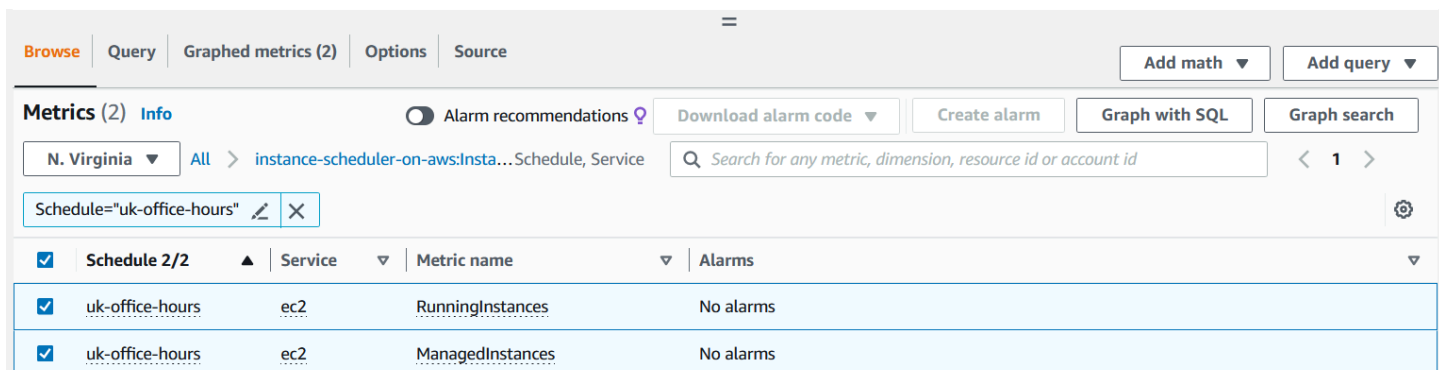 Browse Query Graphed metrics (2) Options Source Add math ▼ Add query ▼
Metrics (2) Info Alarm recommendations Download alarm code ▼ Create alarm Graph with SQL Graph search
N. Virginia ▼ All > instance-scheduler-on-aws:Insta…Schedule, Service Search for any metric, dimension, resource id or account id < 1 >
Schedule="uk-office-hours"
Schedule 2/2 ▲ Service Metric name Alarms
uk-office-hours ec2 RunningInstances No alarms
uk-office-hours ec2 ManagedInstances No alarms